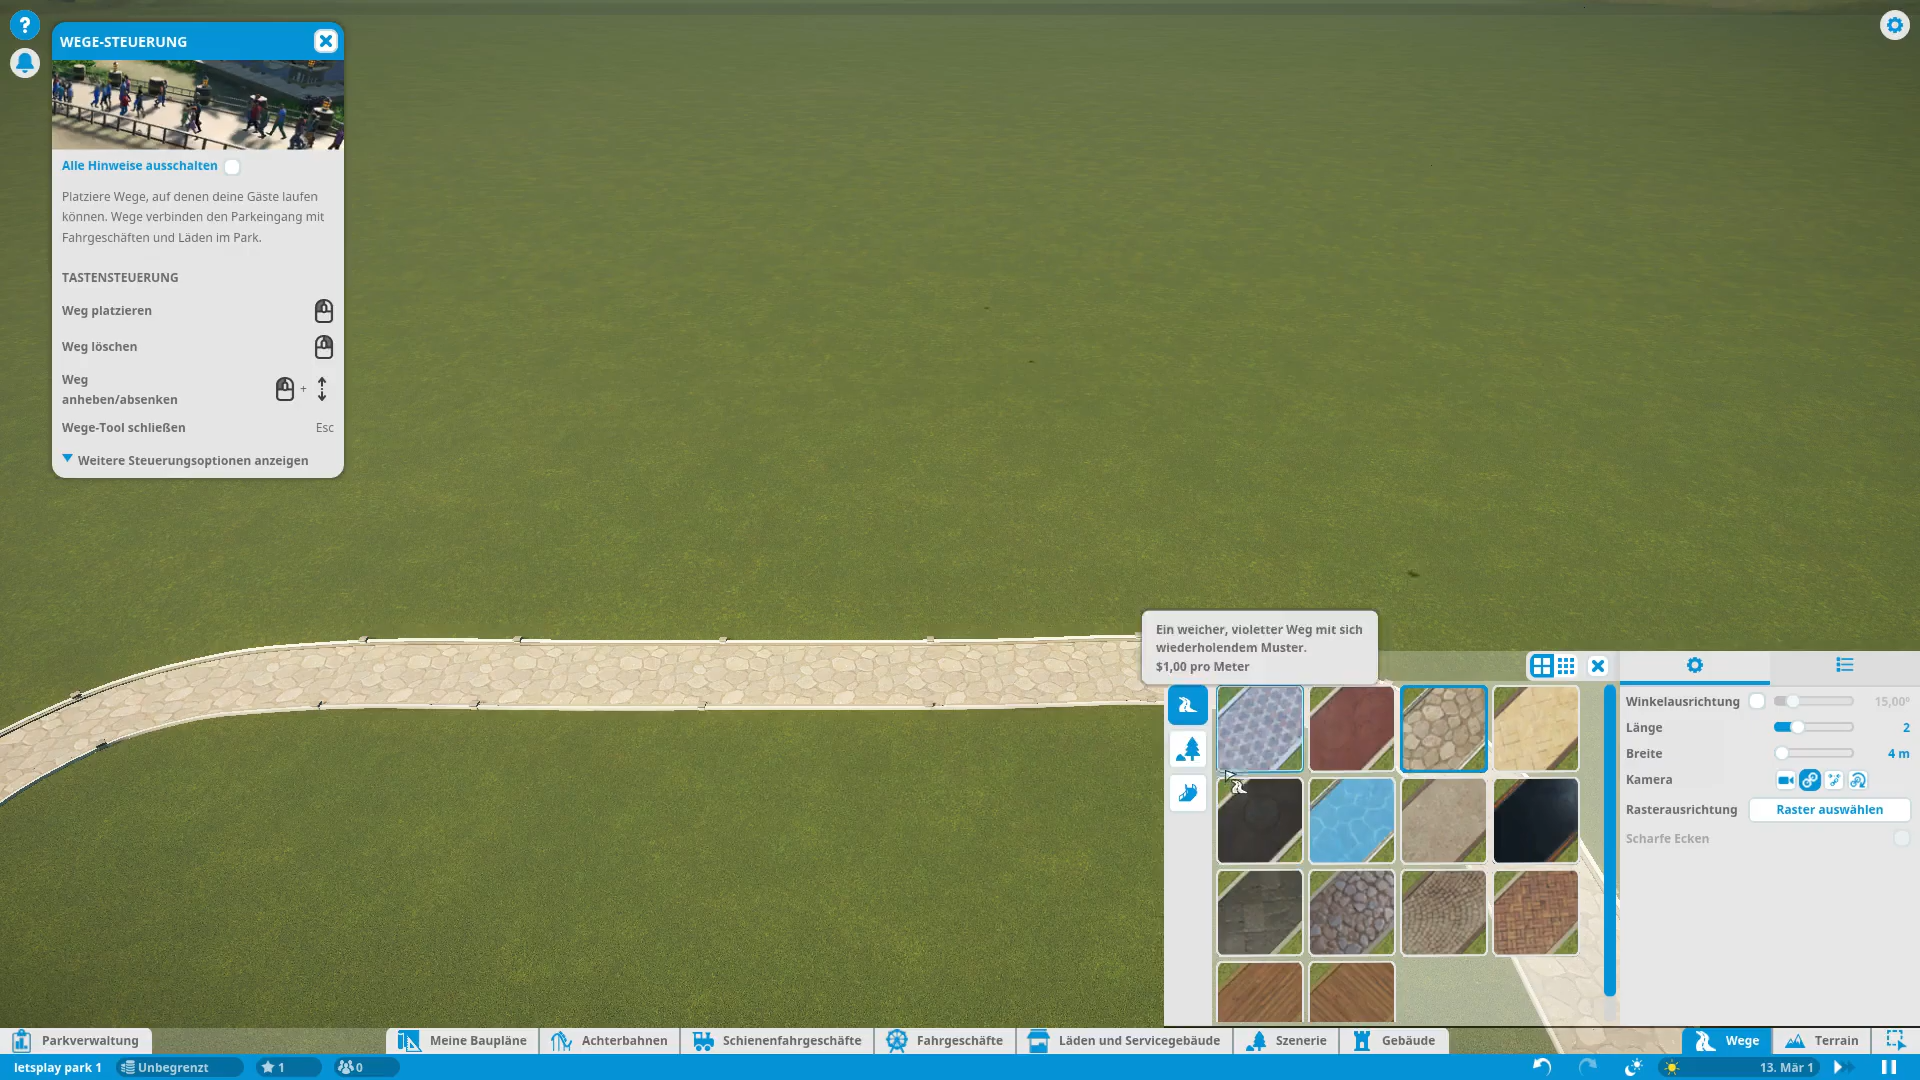 ?
WEGE-STEUERUNG
Alle Hinweise ausschalten
Platziere Wege, auf denen deine Gäste laufen
können. Wege verbinden den Parkeingang mit
Fahrgeschäften und Läden im Park.
TASTENSTEUERUNG
Weg platzieren
Weg löschen
Weg
anheben/absenken
+
Wege-Tool schließen Esc
Weitere Steuerungsoptionen anzeigen
Ein weicher, violetter Weg mit sich
wiederholendem Muster.
$1,00 pro Meter
Winkelausrichtung 15,00°
Länge 2
Breite 4 m
Kamera
Rasterausrichtung Raster auswählen
Scharfe Ecken
Parkverwaltung Meine Baupläne Achterbahnen Schienenfahrgeschäfte Fahrgeschäfte Läden und Servicegebäude Szenerie Gebäude Wege Terrain
letsplay park 1 Unbegrenzt 1 0 13. Mär 1